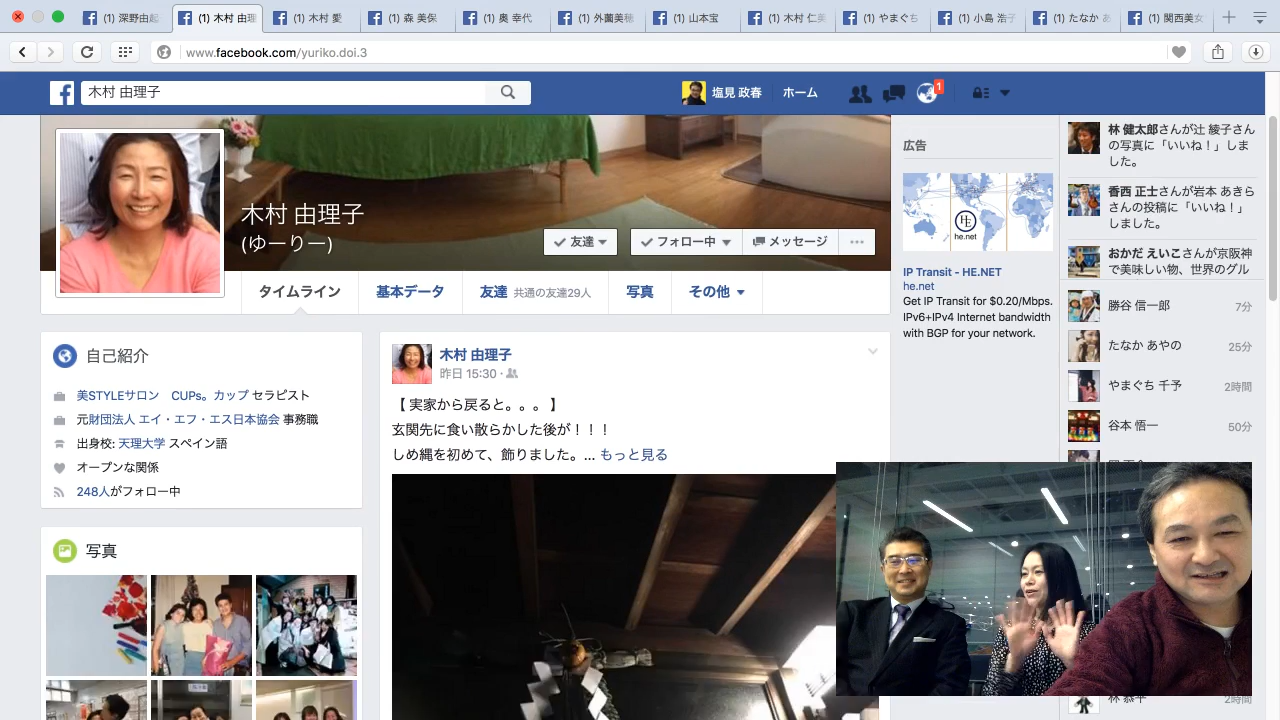 (1) 深野由起
(1) 木村 由理
(1) 木村 愛
(1) 森 美保
(1) 奥 幸代
(1) 外薗美穂
(1) 山本宝
(1) 木村 仁美
(1) やまぐち
(1) 小島 浩子
(1) たなか あ
(1) 関西美女
www.facebook.com/yuriko.doi.3
木村 由理子
塩見 政春
ホーム
1
木村 由理子
(ゆーりー)
友達
フォロー中
メッセージ
タイムライン
基本データ
友達 共通の友達29人
写真
その他
自己紹介
美STYLEサロン CUPs。カップ セラピスト
元財団法人 エイ・エフ・エス日本協会 事務職
出身校: 天理大学 スペイン語
オープンな関係
248人がフォロー中
写真
木村 由理子
昨日 15:30 ·
【 実家から戻ると。。。 】
玄関先に食い散らかした後が！！！
しめ縄を初めて、飾りました。... もっと見る
広告
HE
he.net
IP Transit - HE.NET
he.net
Get IP Transit for $0.20/Mbps.
IPv6+IPv4 Internet bandwidth
with BGP for your network.
林 健太郎さんが辻 綾子さん
の写真に「いいね！」しま
した。
香西 正士さんが岩本 あきら
さんの投稿に「いいね！」
しました。
おかだ えいこさんが京阪神
で美味しい物、世界のグル
勝谷 信一郎 7分
たなか あやの 25分
やまぐち 千予 2時間
谷本 悟一 50分
林 恭平 2時間